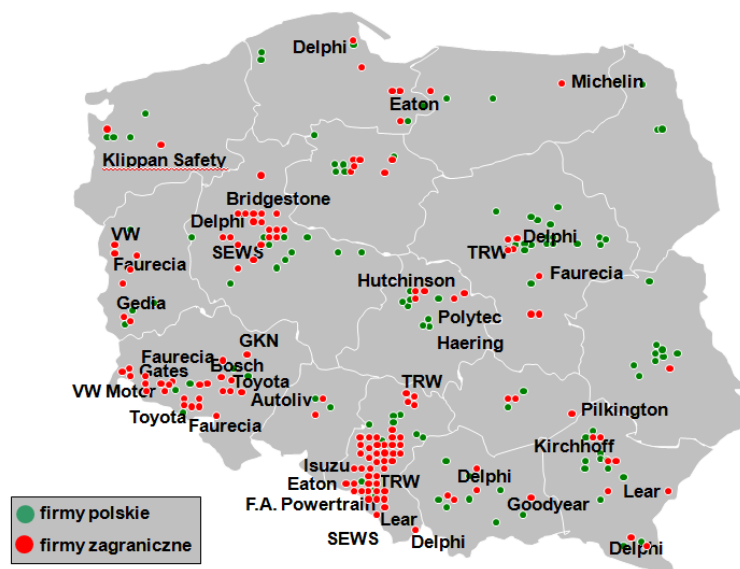 Delphi
Michelin
Eaton
Klippan Safety
Bridgestone
Delphi
VW
Delphi
SEWS
TRW
Faurecia
Faurecia
Hutchinson
Gedia
Polytec
Haering
GKN
Faurecia
Bosch
Gates
Toyota
TRW
VW Motor
Autoliv
Pilkington
Toyota
Faurecia
Kirchhoff
Isuzu
Delphi
Eaton
TRW
Lear
F.A. Powertrain
Goodyear
Lear
SEWS
Delphi
Delphi
firmy polskie
firmy zagraniczne